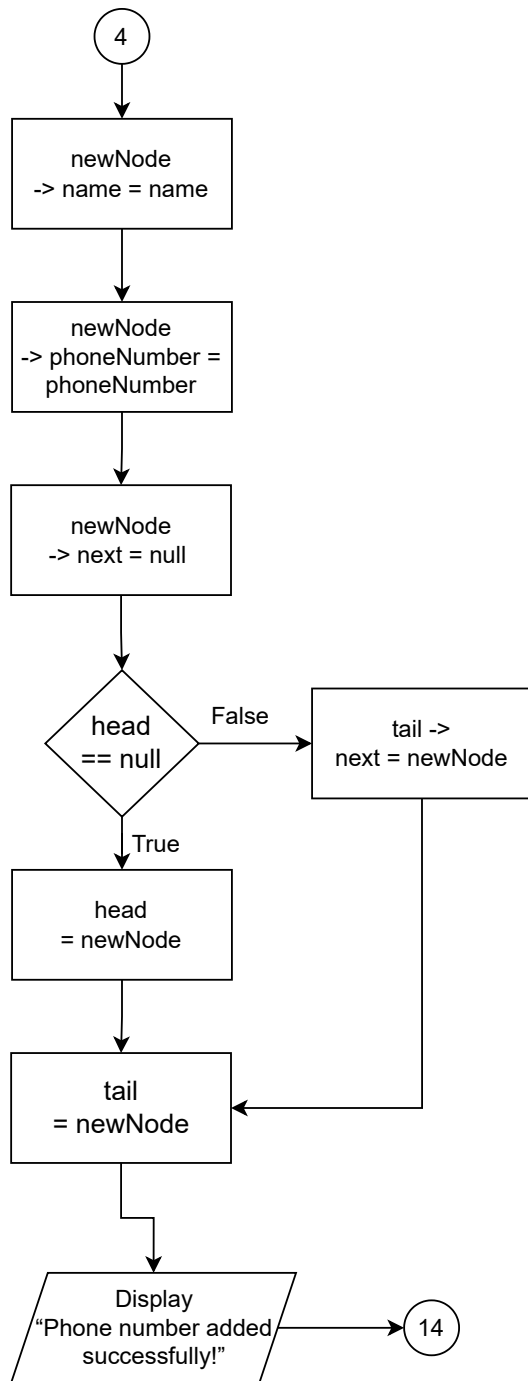 4
newNode
-> name = name
newNode
-> phoneNumber =
phoneNumber
newNode
-> next = null
head
== null
False
tail ->
next = newNode
True
head
= newNode
tail
= newNode
Display
“Phone number added
successfully!”
14